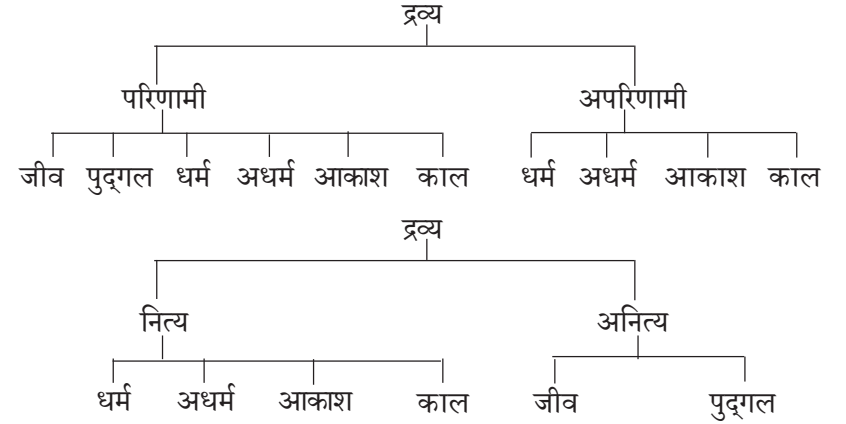 द्रव्य
परिणामी अपरिणामी
जीव पुद्‌गल धर्म अधर्म आकाश काल धर्म अधर्म आकाश काल
द्रव्य
नित्य अनित्य
धर्म अधर्म आकाश काल जीव पुद्‌गल